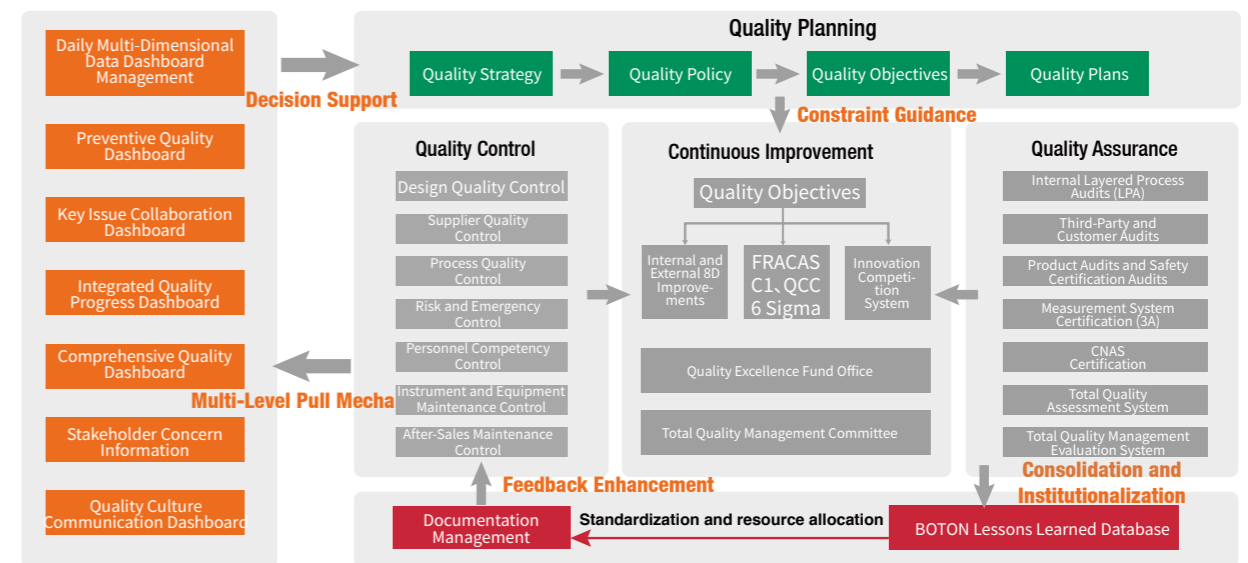 Daily Multi-Dimensional
Data Dashboard
Management
Preventive Quality
Dashboard
Key Issue Collaboration
Dashboard
Integrated Quality
Progress Dashboard
Comprehensive Quality
Dashboard
Stakeholder Concern
Information
Quality Culture
Communication Dashboard
Decision Support
Multi-Level Pull Mecha
Quality Planning
Quality Strategy
Quality Policy
Quality Objectives
Quality Plans
Constraint Guidance
Quality Control
Design Quality Control
Supplier Quality
Control
Process Quality
Control
Risk and Emergency
Control
Personnel Competency
Control
Instrument and Equipment
Maintenance Control
After-Sales Maintenance
Control
Continuous Improvement
Quality Objectives
Internal and
External 8D
Improve-
ments
FRACAS
C1、QCC
6 Sigma
Innovation
Competi-
tion
System
Quality Excellence Fund Office
Total Quality Management Committee
Quality Assurance
Internal Layered Process
Audits (LPA)
Third-Party and
Customer Audits
Product Audits and Safety
Certification Audits
Measurement System
Certification (3A)
CNAS
Certification
Total Quality
Assessment System
Total Quality Management
Evaluation System
Consolidation and
Institutionalization
Feedback Enhancement
Documentation
Management
Standardization and resource allocation
BOTON Lessons Learned Database